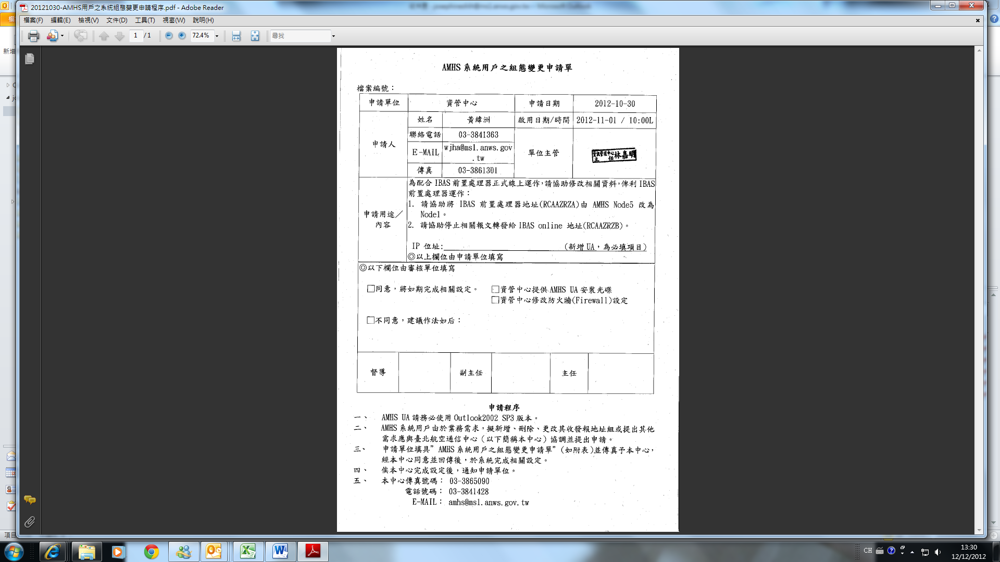 20121030-AMHS用戶之系統組態變更申請程序.pdf - Adobe Reader
檔案(F) 編輯(E) 檢視(V) 文件(D) 工具(T) 視窗(W) 說明(H)
1 / 1 72.4% 尋找
新增
AMHS 系統用戶之組態變更申請單
檔案編號：
申請單位 資管中心 申請日期 2012-10-30
申請人 姓名 黃緯洲 啟用日期/時間 2012-11-01 / 10:00L
聯絡電話 03-3841363
E-MAIL wjha@msl.anws.gov
.tw
單位主管
資訊管理中心
主 任 林嘉明
傳真 03-3861301
申請用途／
內容
為配合 IBAS 前置處理器正式線上運作，請協助修改相關資料，俾利 IBAS
前置處理器運作：
1. 請協助將 IBAS 前置處理器地址(RCAAZRZA)由 AMHS Node5 改為
Node1。
2. 請協助停止相關報文轉發給 IBAS online 地址(RCAAZRZB)。
IP 位址: (新增 UA，為必填項目)
◎以上欄位由申請單位填寫
◎以下欄位由審核單位填寫
□同意，將如期完成相關設定。 □資管中心提供 AMHS UA 安裝光碟
□資管中心修改防火牆(Firewall)設定
□不同意，建議作法如后：
督導 副主任 主任
申請程序
一、 AMHS UA 請務必使用 Outlook2002 SP3 版本。
二、 AMHS 系統用戶由於業務需求，擬新增、刪除、更改其收發報地址組或提出其他
需求應與臺北航空通信中心（以下簡稱本中心）協調並提出申請。
三、 申請單位填具”AMHS 系統用戶之組態變更申請單”(如附表)並傳真予本中心，
經本中心同意並回傳後，於系統完成相關設定。
四、 俟本中心完成設定後，通知申請單位。
五、 本中心傳真號碼： 03-3865090
電話號碼： 03-3841428
E-MAIL： amhs@msl.anws.gov.tw
項目
CH
13:30
12/12/2012